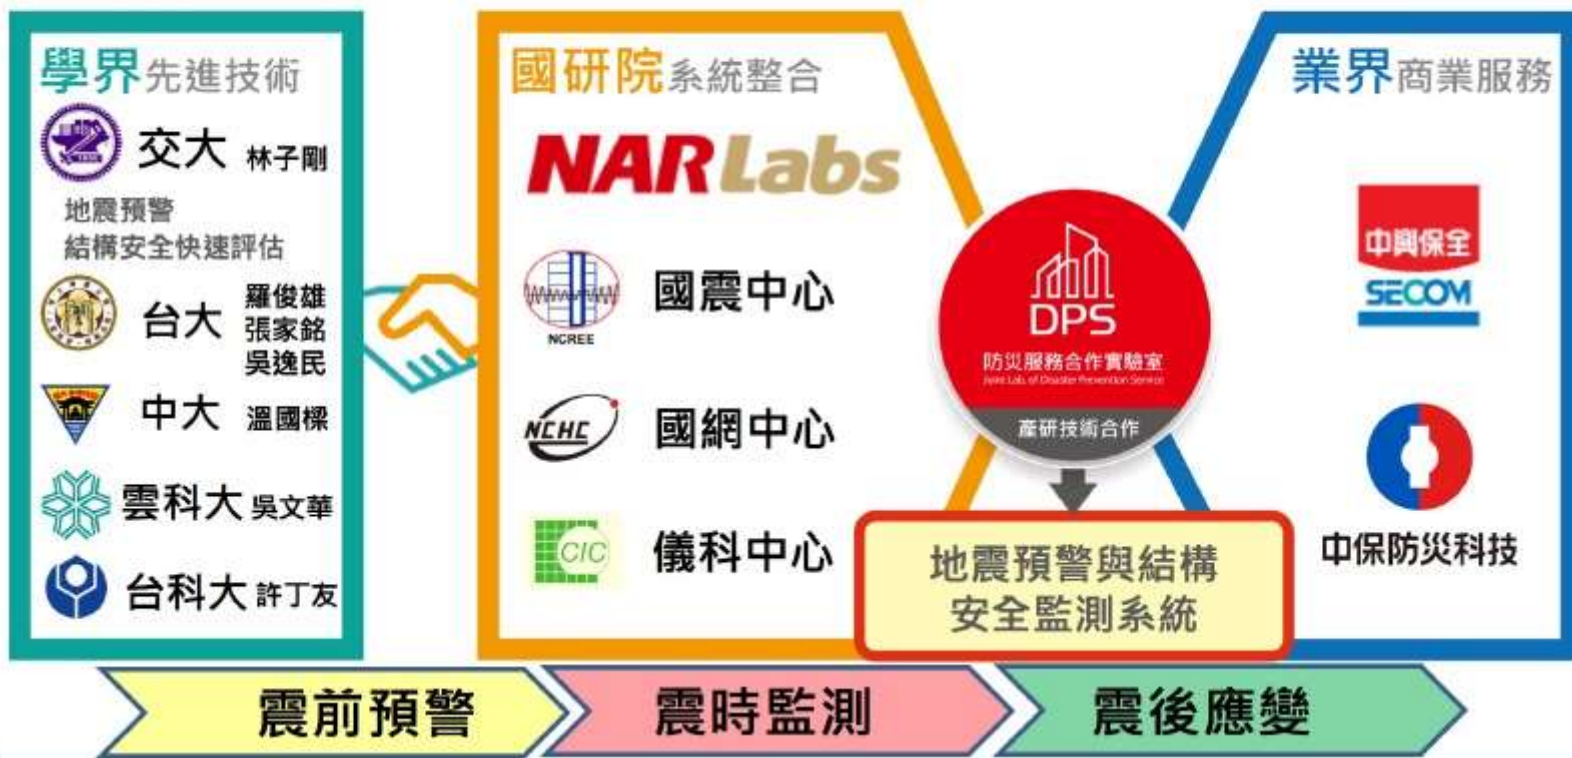 學界先進技術
交大 林子剛
地震預警
結構安全快速評估
台大 羅俊雄
張家銘
吳逸民
中大 溫國樑
雲科大 吳文華
台科大 許丁友
國研院系統整合
NARLabs
NCREE
國震中心
NCHC
國網中心
CIC
儀科中心
DPS
防災服務合作實驗室
Joint Lab. of Disaster Prevention Service
產研技術合作
地震預警與結構
安全監測系統
業界商業服務
中興保全
SECOM
中保防災科技
震前預警
震時監測
震後應變